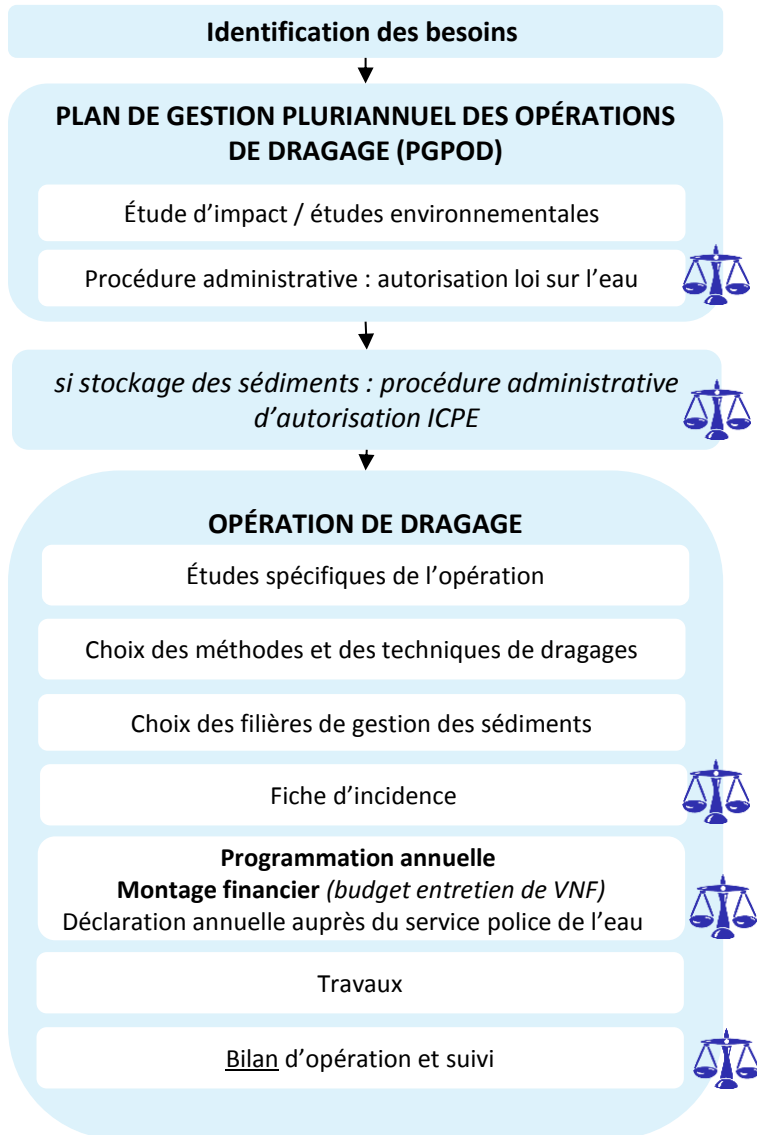 Identification des besoins
PLAN DE GESTION PLURIANNUEL DES OPÉRATIONS
DE DRAGAGE (PGPOD)
Étude d’impact / études environnementales
Procédure administrative : autorisation loi sur l’eau
si stockage des sédiments : procédure administrative
d’autorisation ICPE
OPÉRATION DE DRAGAGE
Études spécifiques de l’opération
Choix des méthodes et des techniques de dragages
Choix des filières de gestion des sédiments
Fiche d’incidence
Programmation annuelle
Montage financier (budget entretien de VNF)
Déclaration annuelle auprès du service police de l’eau
Travaux
Bilan d’opération et suivi